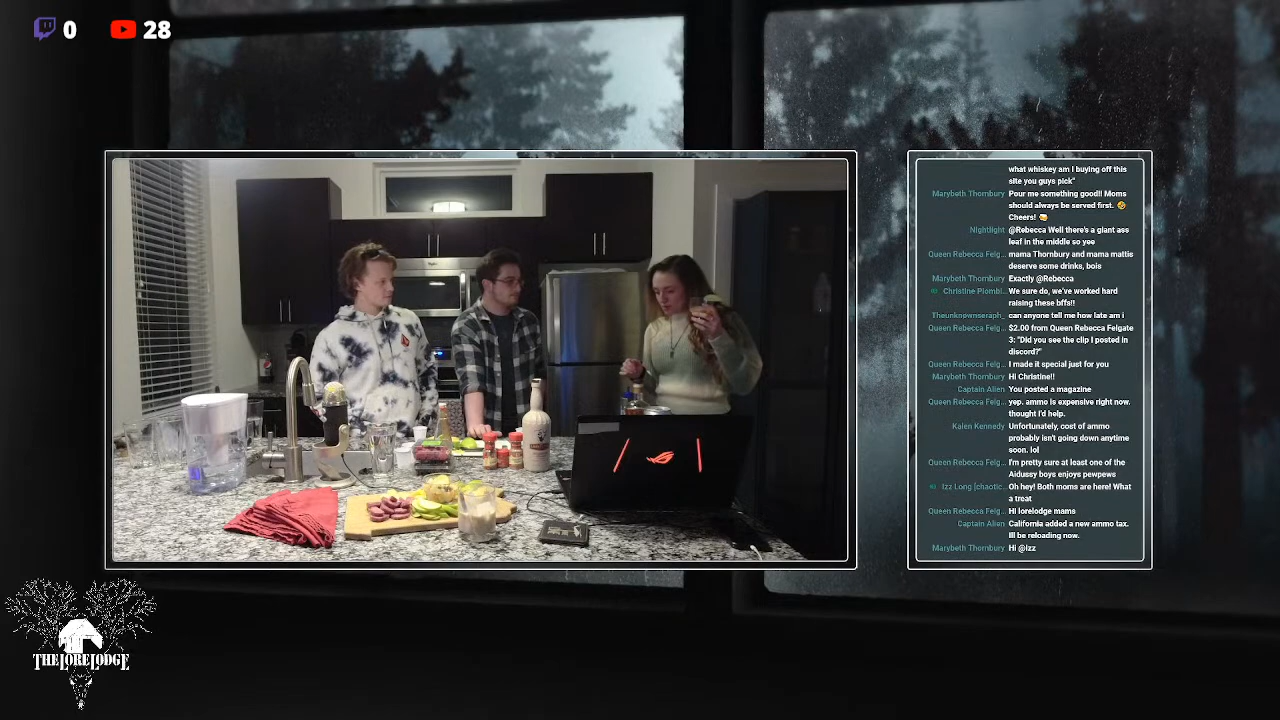 0 28
what whiskey am I buying off this
site you guys pick"
Marybeth Thornbury Pour me something good!! Moms
should always be served first. 🤣
Cheers! 🍻
Nightlight @Rebecca Well there's a giant ass
leaf in the middle so yee
Queen Rebecca Felg... mama Thornbury and mama mattis
deserve some drinks, bois
Marybeth Thornbury Exactly @Rebecca
Christine Piombi... We sure do, we've worked hard
raising these bffs!!
Theunknownseraph_ can anyone tell me how late am i
Queen Rebecca Felg... $2.00 from Queen Rebecca Felgate
3: "Did you see the clip I posted in
discord?"
Queen Rebecca Felg... I made it special just for you
Marybeth Thornbury Hi Christine!!
Captain Alien You posted a magazine
Queen Rebecca Felg... yep. ammo is expensive right now.
thought I'd help.
Kalen Kennedy Unfortunately, cost of ammo
probably isn't going down anytime
soon. lol
Queen Rebecca Felg... I'm pretty sure at least one of the
Aidussy boys enjoys pewpews
Izz Long [chaotic... Oh hey! Both moms are here! What
a treat
Queen Rebecca Felg... Hi lorelodge mams
Captain Alien California added a new ammo tax.
Ill be reloading now.
Marybeth Thornbury Hi @Izz
THE LORE LODGE